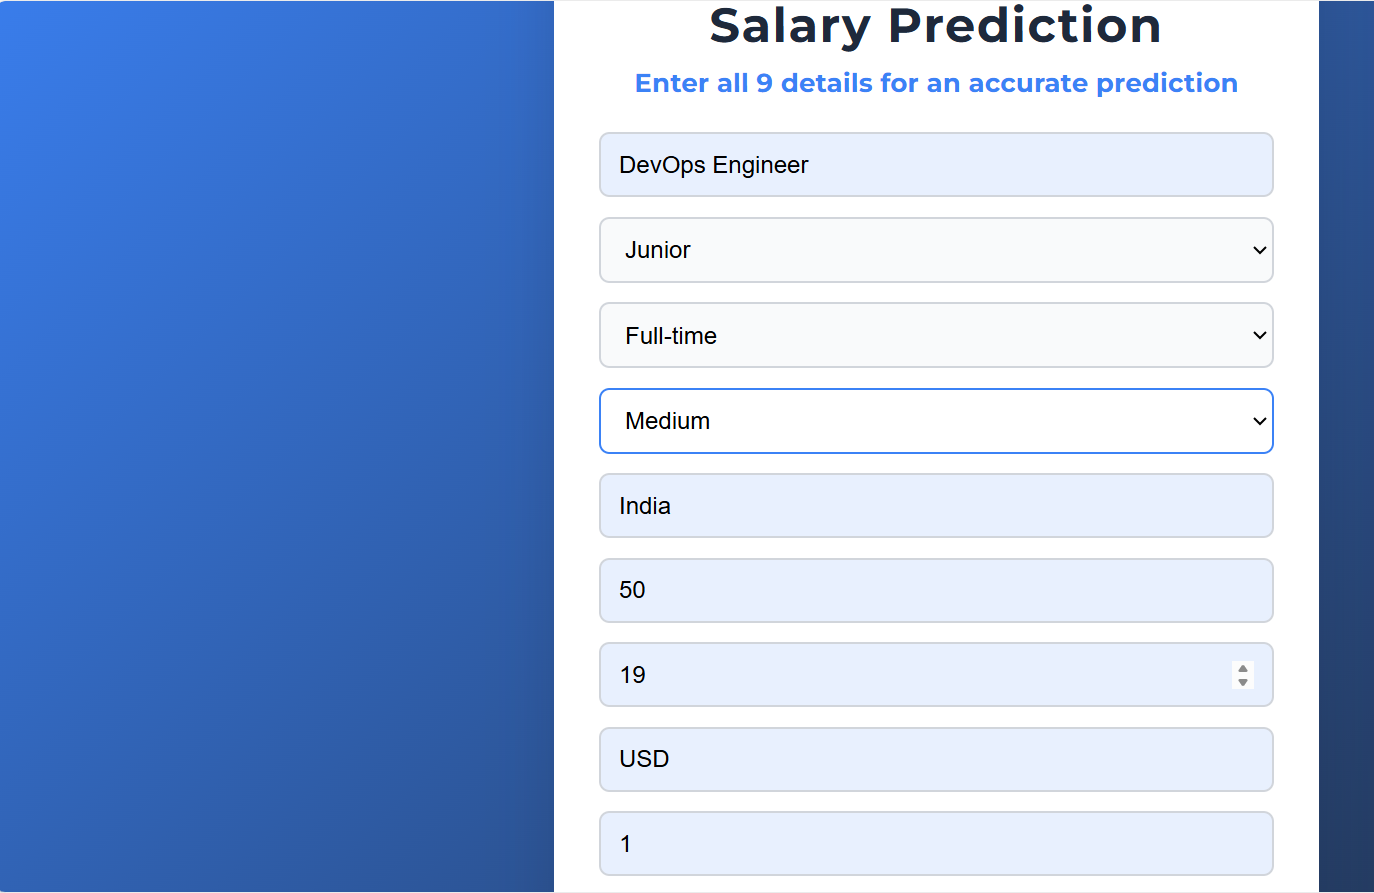 Salary Prediction
Enter all 9 details for an accurate prediction
DevOps Engineer
Junior
Full-time
Medium
India
50
19
USD
1